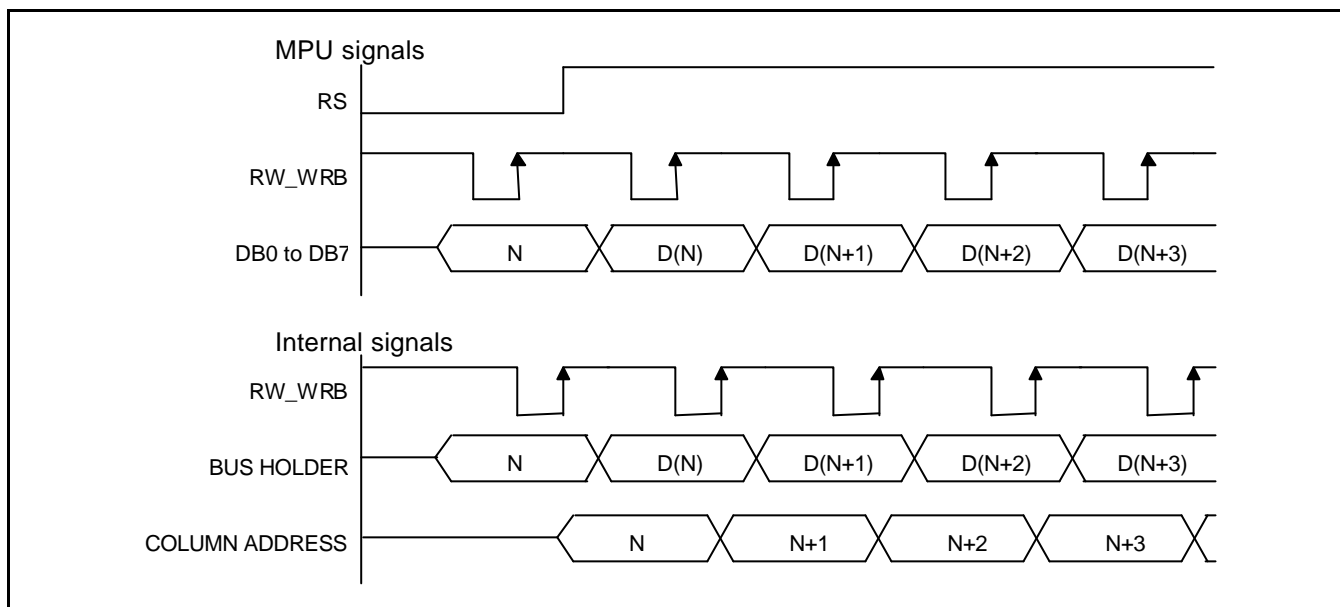 MPU signals
RS
RW_WRB
DB0 to DB7
N D(N) D(N+1) D(N+2) D(N+3)
Internal signals
RW_WRB
BUS HOLDER
N D(N) D(N+1) D(N+2) D(N+3)
COLUMN ADDRESS
N N+1 N+2 N+3